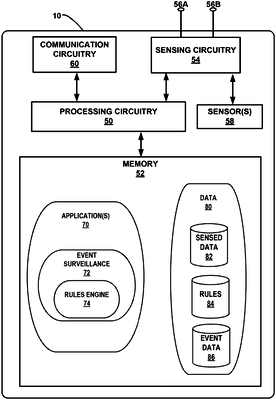 10
56A 56B
COMMUNICATION
CIRCUITRY
60
SENSING CIRCUITRY
54
PROCESSING CIRCUITRY
50
SENSOR(S)
58
MEMORY
52
APPLICATION(S)
70
EVENT
SURVEILLANCE
72
RULES ENGINE
74
DATA
80
SENSED
DATA
82
RULES
84
EVENT
DATA
86